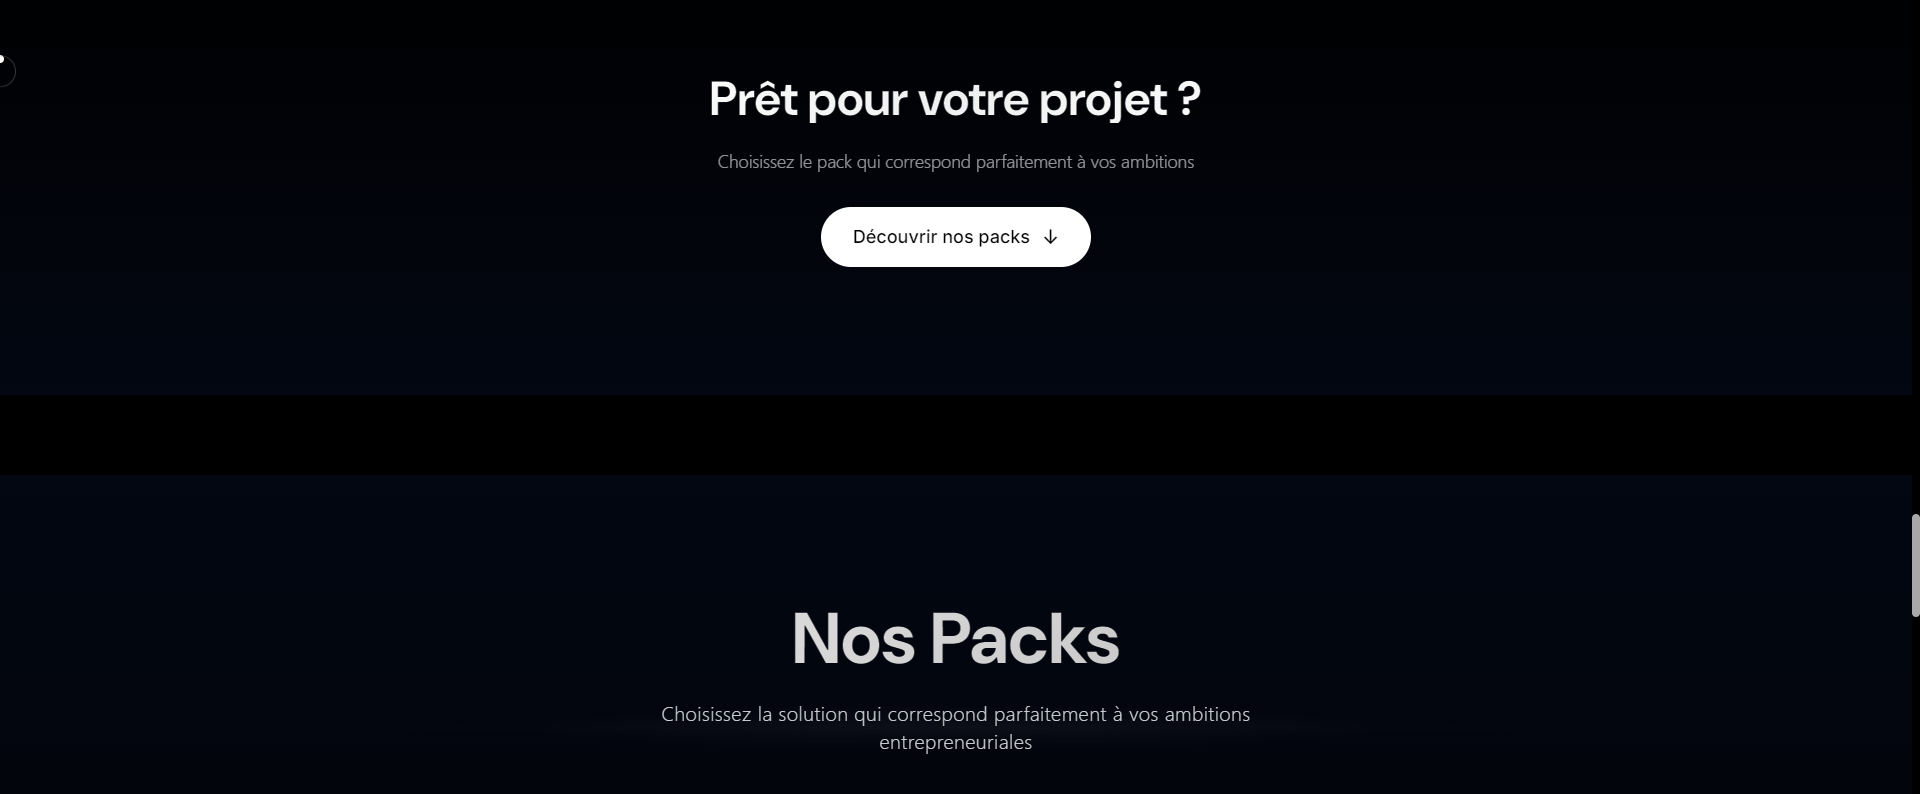 Prêt pour votre projet ?
Choisissez le pack qui correspond parfaitement à vos ambitions
Découvrir nos packs ↓
Nos Packs
Choisissez la solution qui correspond parfaitement à vos ambitions
entrepreneuriales